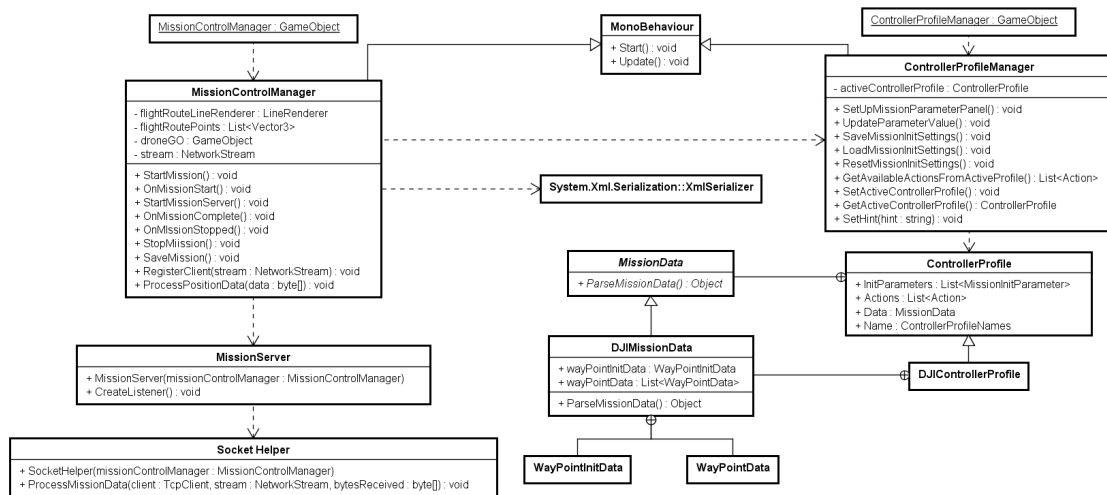 MissionControlManager : GameObject
MonoBehaviour
+ Start() : void
+ Update() : void
ControllerProfileManager : GameObject
MissionControlManager
- flightRouteLineRenderer : LineRenderer
- flightRoutePoints : List<Vector3>
- droneGO : GameObject
- stream : NetworkStream
+ StartMission() : void
+ OnMissionStart() : void
+ StartMissionServer() : void
+ OnMissionComplete() : void
+ OnMIssionStopped() : void
+ StopMiission() : void
+ SaveMission() : void
+ RegisterClient(stream : NetworkStream) : void
+ ProcessPositionData(data : byte[]) : void
ControllerProfileManager
- activeControllerProfile : ControllerProfile
+ SetUpMissionParameterPanel() : void
+ UpdateParameterValue() : void
+ SaveMissionInitSettings() : void
+ LoadMissionInitSettings() : void
+ ResetMissionInitSettings() : void
+ GetAvailableActionsFromActiveProfile() : List<Action>
+ SetActiveControllerProfile() : void
+ GetActiveControllerProfile() : ControllerProfile
+ SetHint(hint : string) : void
System.Xml.Serialization::XmlSerializer
MissionData
+ ParseMissionData() : Object
ControllerProfile
+ InitParameters : List<MissionInitParameter>
+ Actions : List<Action>
+ Data : MissionData
+ Name : ControllerProfileNames
MissionServer
+ MissionServer(missionControlManager : MissionControlManager)
+ CreateListener() : void
DJIMissionData
+ wayPointInitData : WayPointInitData
+ wayPointData : List<WayPointData>
+ ParseMissionData() : Object
DJIControllerProfile
Socket Helper
+ SocketHelper(missionControlManager : MissionControlManager)
+ ProcessMissionData(client : TcpClient, stream : NetworkStream, bytesReceived : byte[]) : void
WayPointInitData
WayPointData